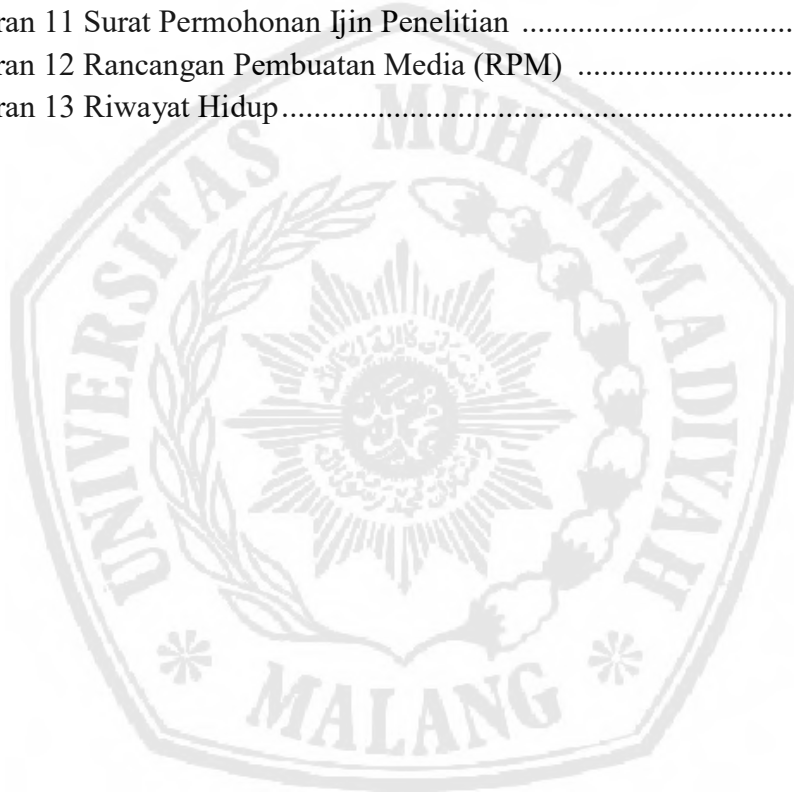 ran 11 Surat Permohonan Ijin Penelitian ................................
ran 12 Rancangan Pembuatan Media (RPM) ..........................
ran 13 Riwayat Hidup................................................................
UNIVERSITAS MUHAMMADIYAH
MALANG